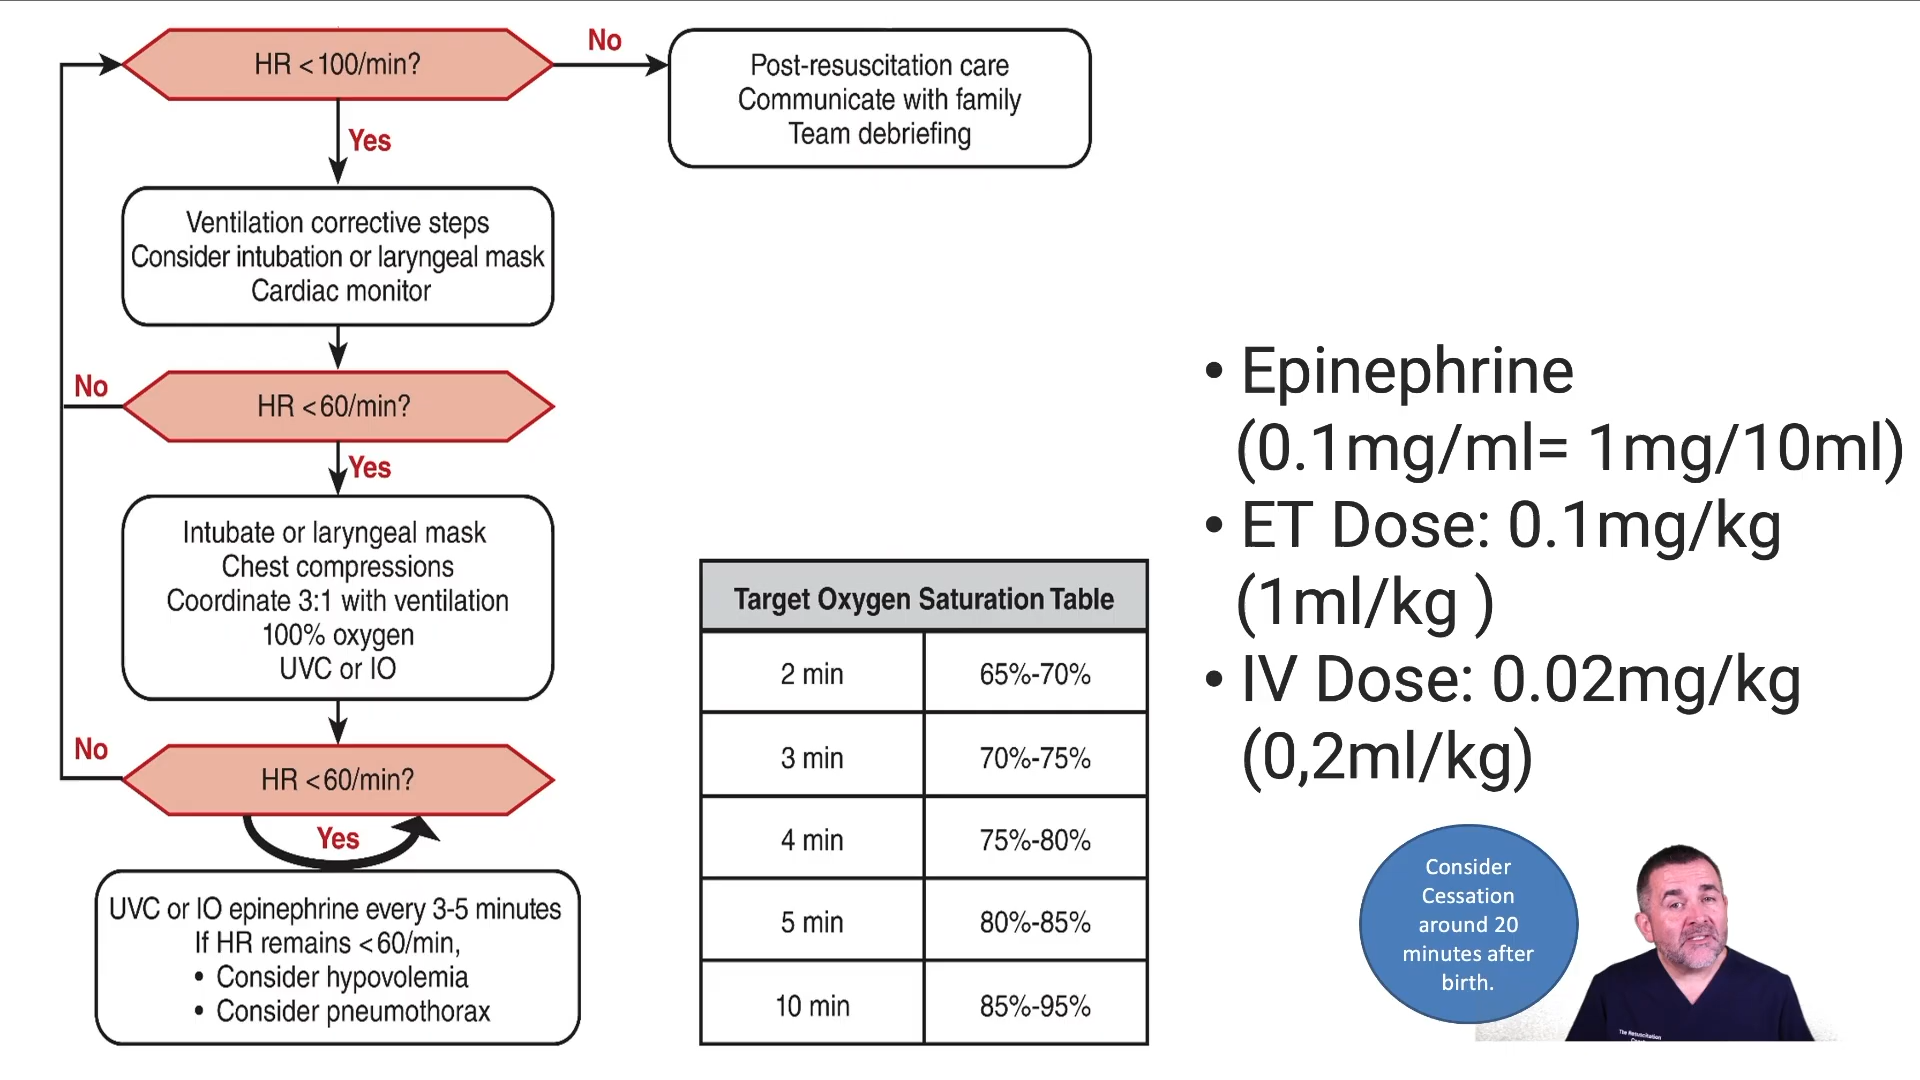 HR <100/min?
No
Post-resuscitation care
Communicate with family
Team debriefing
Yes
Ventilation corrective steps
Consider intubation or laryngeal mask
Cardiac monitor
No
HR <60/min?
Yes
Intubate or laryngeal mask
Chest compressions
Coordinate 3:1 with ventilation
100% oxygen
UVC or IO
No
HR <60/min?
Yes
UVC or IO epinephrine every 3-5 minutes
If HR remains <60/min,
• Consider hypovolemia
• Consider pneumothorax
Target Oxygen Saturation Table
2 min 65%-70%
3 min 70%-75%
4 min 75%-80%
5 min 80%-85%
10 min 85%-95%
• Epinephrine
(0.1mg/ml= 1mg/10ml)
• ET Dose: 0.1mg/kg
(1ml/kg )
• IV Dose: 0.02mg/kg
(0,2ml/kg)
Consider
Cessation
around 20
minutes after
birth.
The Resuscitation